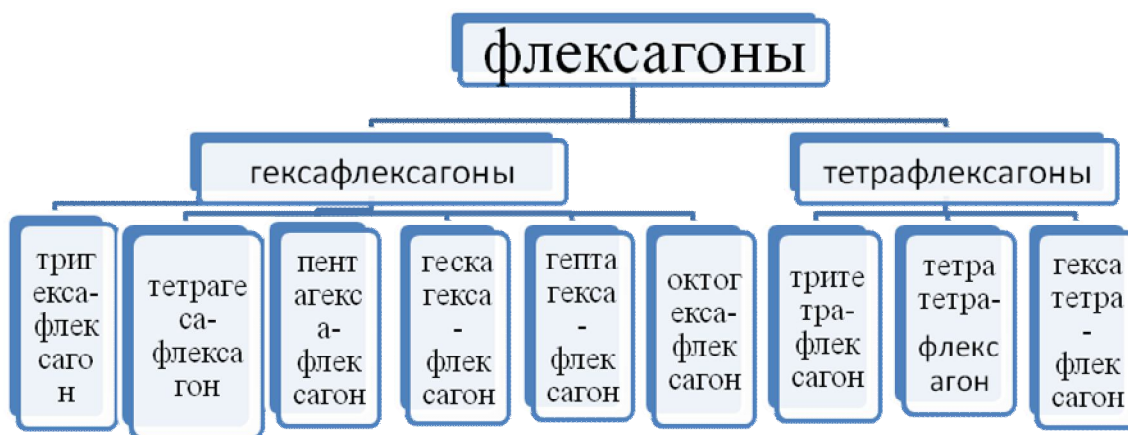 флексагоны
гексафлексагоны
тетрафлексагоны
триг
екса-
флек
саго
н
тетраге
са-
флекса
гон
пент
агекс
а-
флек
сагон
геска
гекса
-
флек
сагон
гепта
гекса
-
флек
сагон
октог
екса-
флек
сагон
трите
тра-
флек
сагон
тетра
тетра-
флекс
агон
гекса
тетра
-
флек
сагон